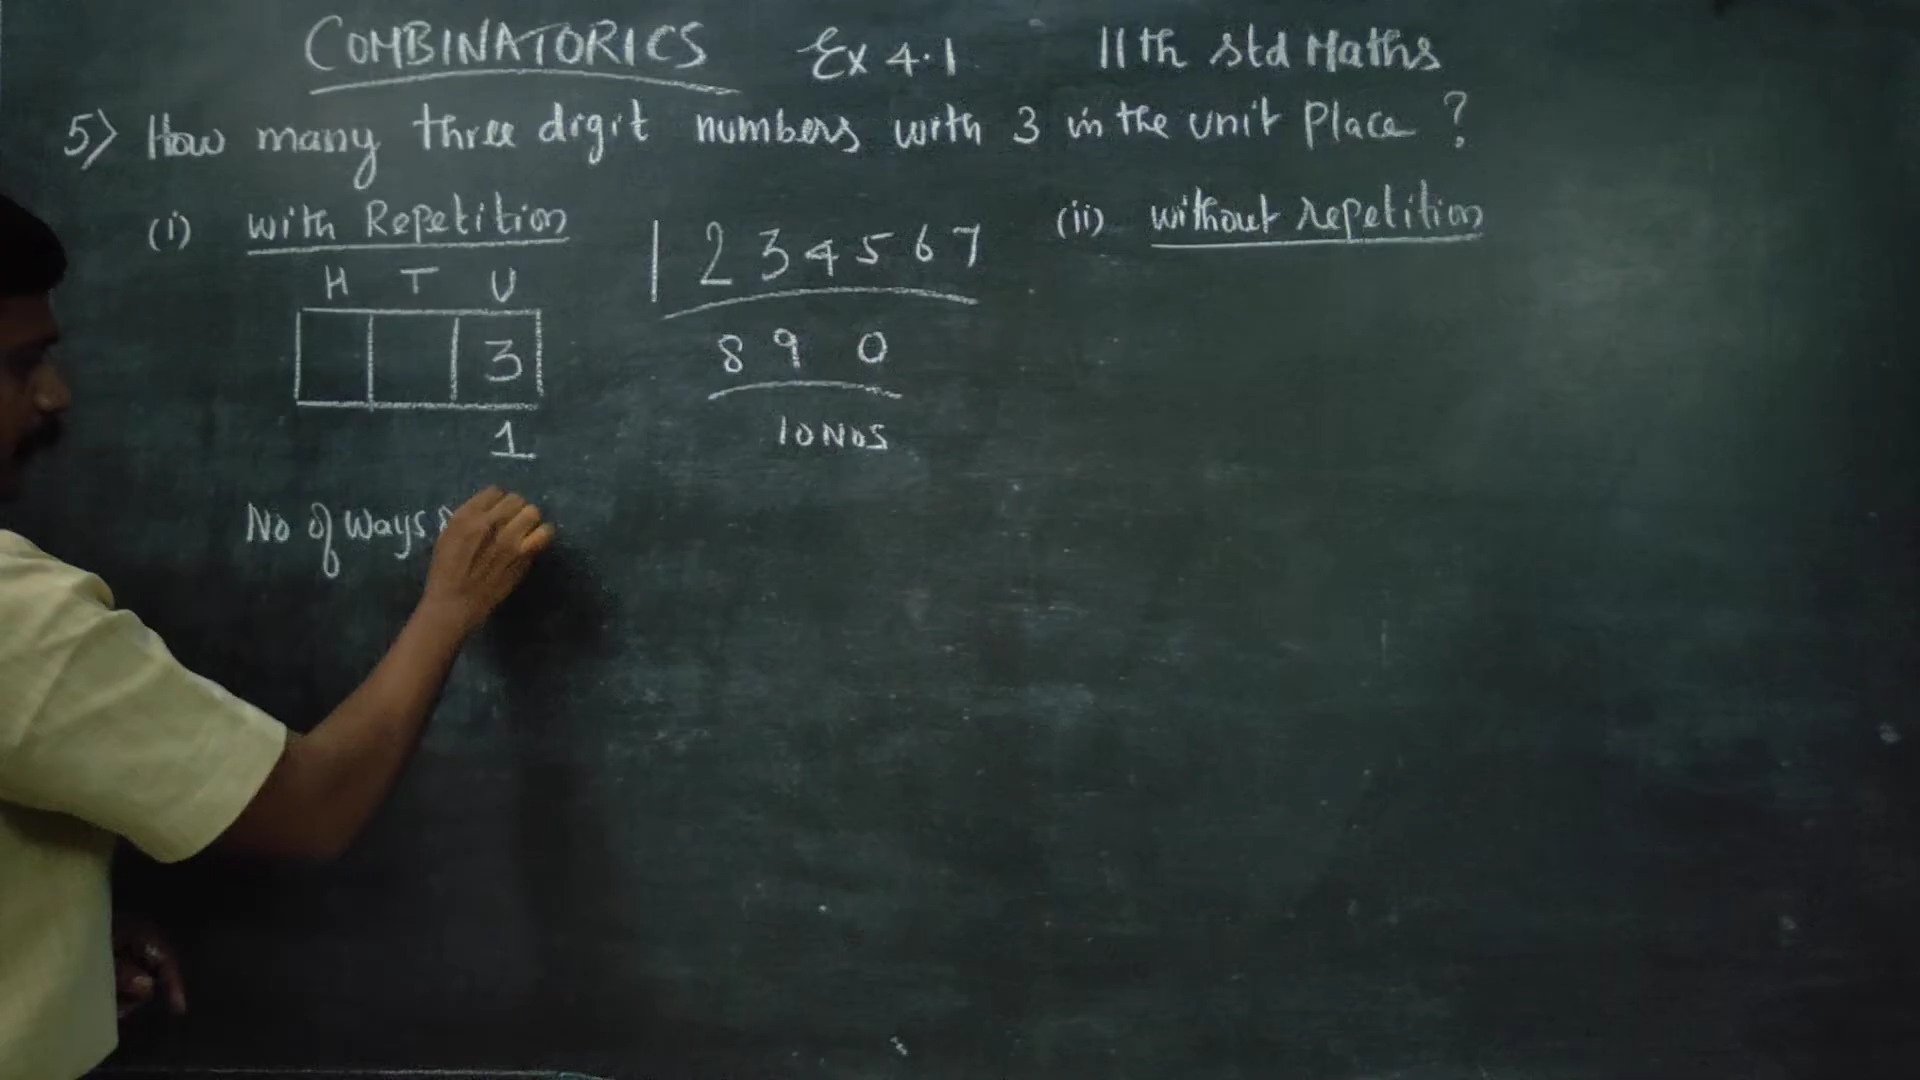 COMBINATORICS Ex 4.1 11th std Maths
5) How many three digit numbers with 3 in the unit place ?
(i) with Repetition
H T U
3
1
No of ways
1 2 3 4 5 6 7
8 9 0
10 NOS
(ii) without repetition